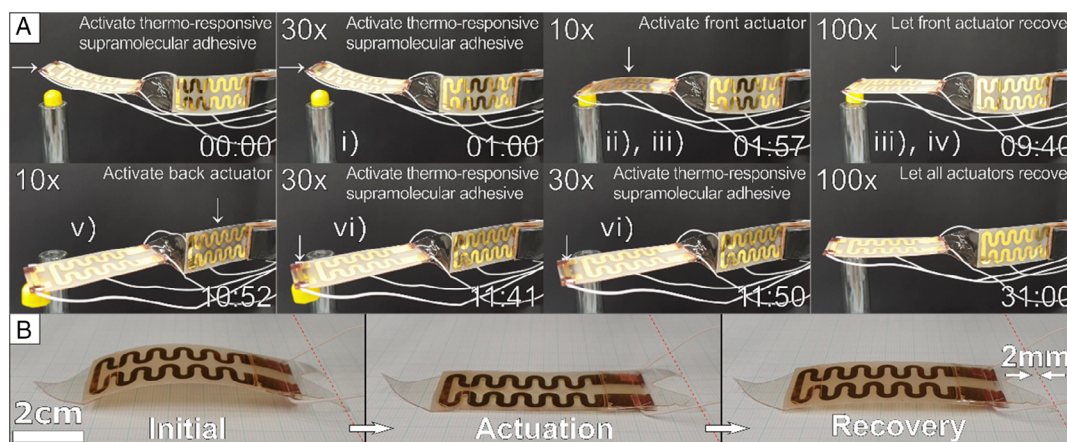 A
Activate thermo-responsive
supramolecular adhesive
00:00
30x
Activate thermo-responsive
supramolecular adhesive
i)
01:00
10x
Activate front actuator
ii), iii)
01:57
100x
Let front actuator recover
iii), iv)
09:40
10x
Activate back actuator
v)
10:52
30x
Activate thermo-responsive
supramolecular adhesive
vi)
11:41
30x
Activate thermo-responsive
supramolecular adhesive
vi)
11:50
100x
Let all actuators recover
31:00
B
2cm
Initial
Actuation
2mm
Recovery